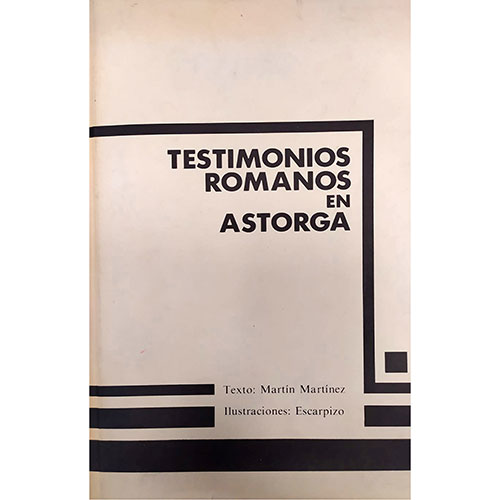 TESTIMONIOS
ROMANOS
EN
ASTORGA
Texto: Martín Martínez
Ilustraciones: Escarpizo